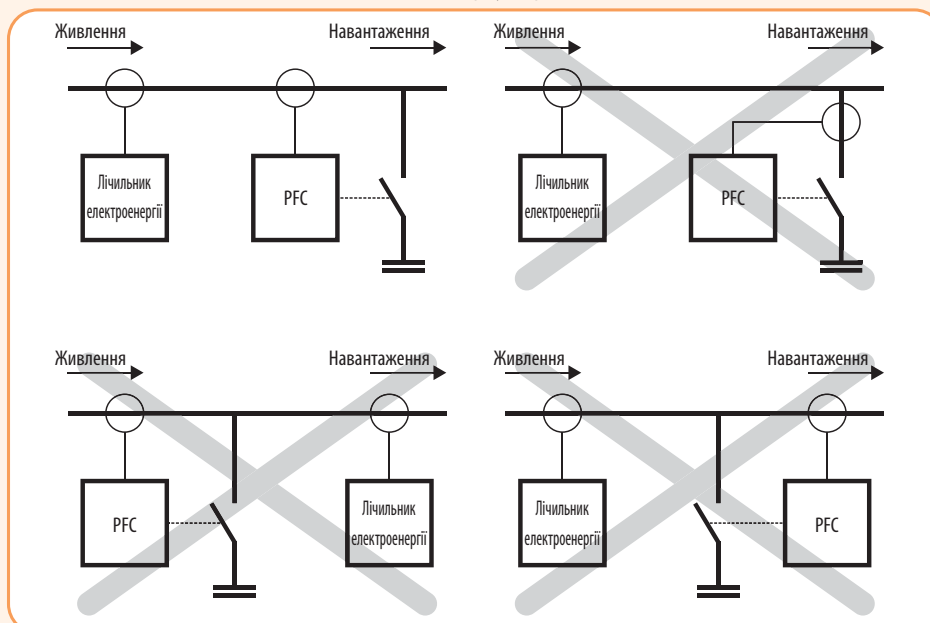 Живлення
Навантаження
Лічильник
електроенергії
PFC
Живлення
Навантаження
Лічильник
електроенергії
PFC
Живлення
Навантаження
PFC
Лічильник
електроенергії
Живлення
Навантаження
Лічильник
електроенергії
PFC